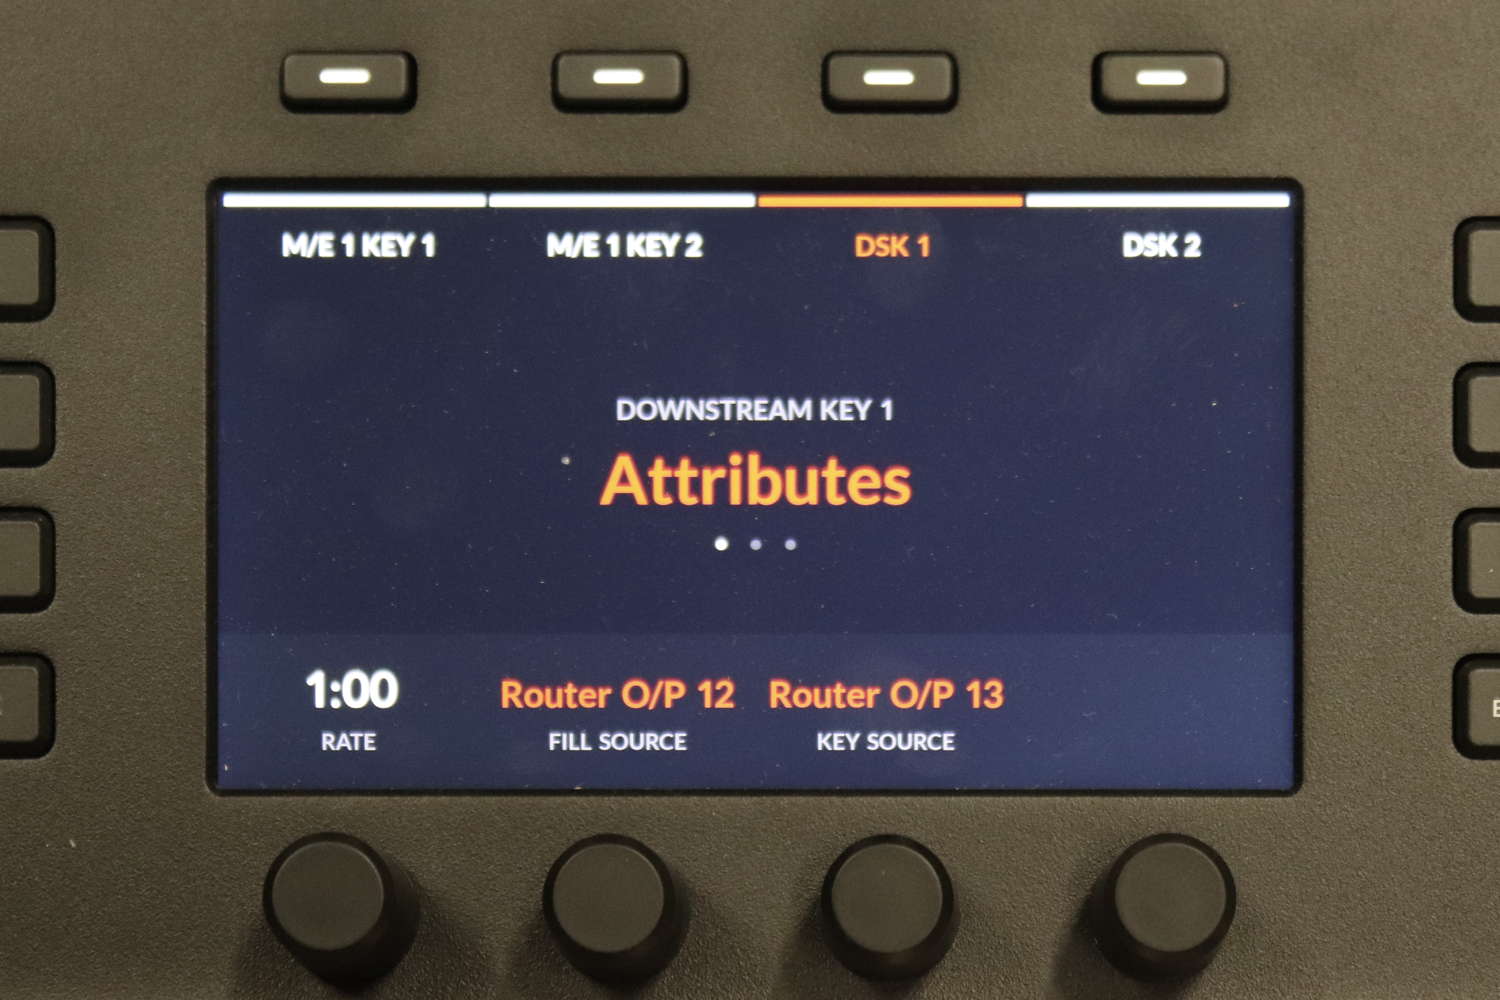 M/E 1 KEY 1 M/E 1 KEY 2 DSK 1 DSK 2
DOWNSTREAM KEY 1
Attributes
1:00 Router O/P 12 Router O/P 13
RATE FILL SOURCE KEY SOURCE